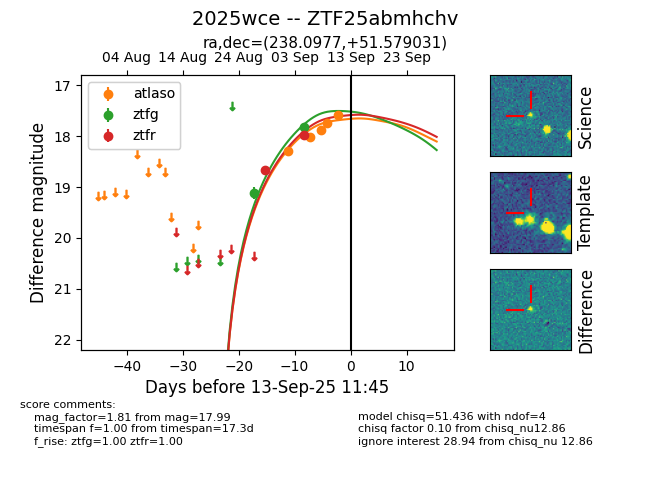 2025wce -- ZTF25abmhchv
ra,dec=(238.0977,+51.579031)
04 Aug 14 Aug 24 Aug 03 Sep 13 Sep 23 Sep
atlaso
ztfg
ztfr
17
18
19
20
21
22
Difference magnitude
−40 −30 −20 −10 0 10
Days before 13-Sep-25 11:45
Science
Template
Difference
score comments:
mag_factor=1.81 from mag=17.99
timespan f=1.00 from timespan=17.3d
f_rise: ztfg=1.00 ztfr=1.00
model chisq=51.436 with ndof=4
chisq factor 0.10 from chisq_nu12.86
ignore interest 28.94 from chisq_nu 12.86